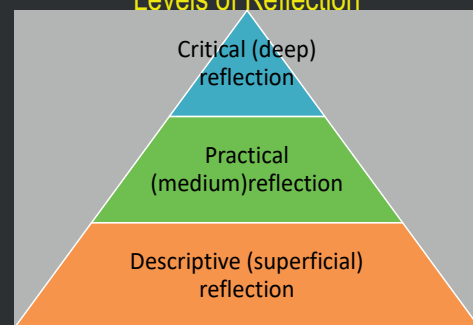 Levels of Reflection
Critical (deep)
reflection
Practical
(medium)reflection
Descriptive (superficial)
reflection